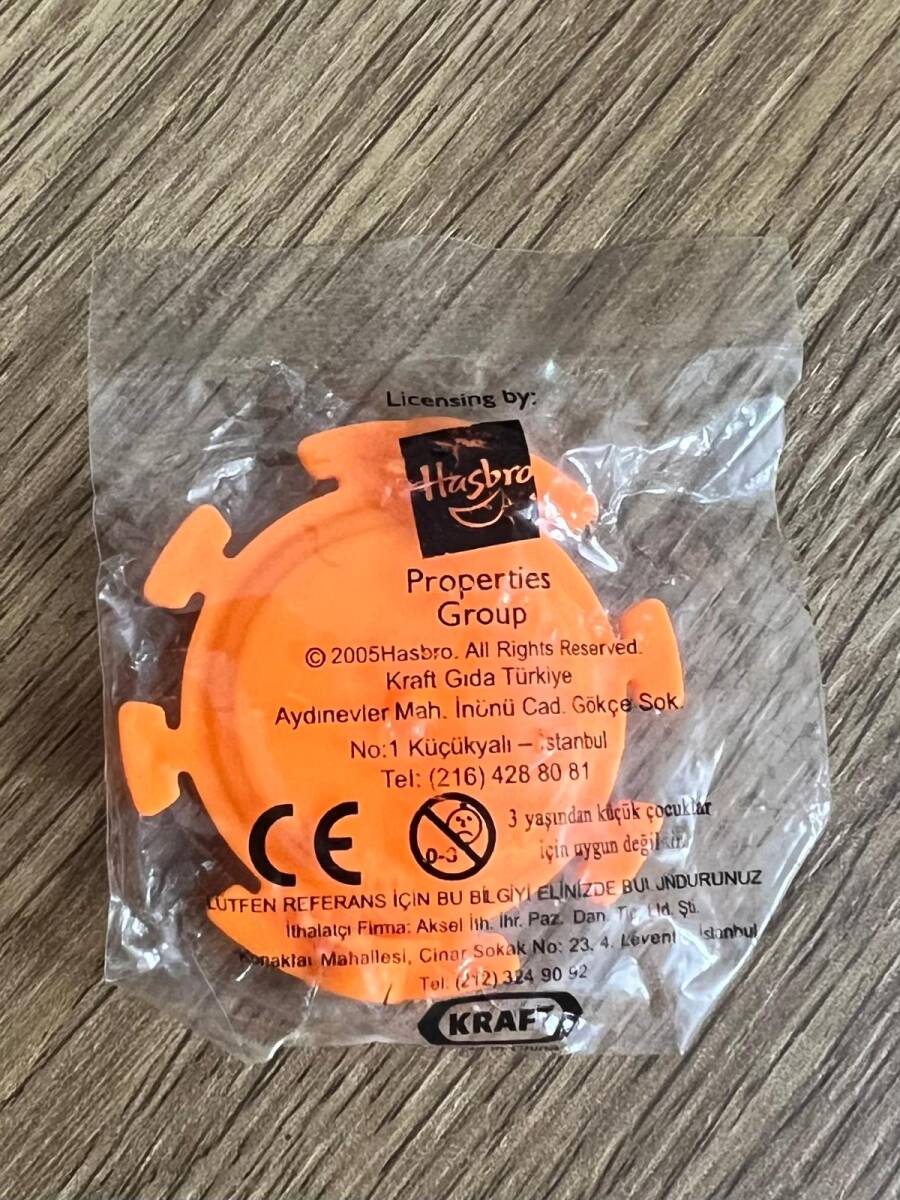 Licensing by:
Hasbro
Properties
Group
© 2005Hasbro. All Rights Reserved.
Kraft Gıda Türkiye
Aydınevler Mah. İnönü Cad. Gökçe Sok.
No:1 Küçükyalı – İstanbul
Tel: (216) 428 80 81
CE
0-3
3 yaşından küçük çocuklar
için uygun değildir.
LÜTFEN REFERANS İÇİN BU BİLGİYİ ELİNİZDE BULUNDURUNUZ
İthalatçı Firma: Aksel İth. İhr. Paz. Dan. Tic. Ltd. Şti.
Konaklar Mahallesi, Çınar Sokak No: 23. 4. Levent İstanbul
Tel. (212) 324 90 92
KRAFT